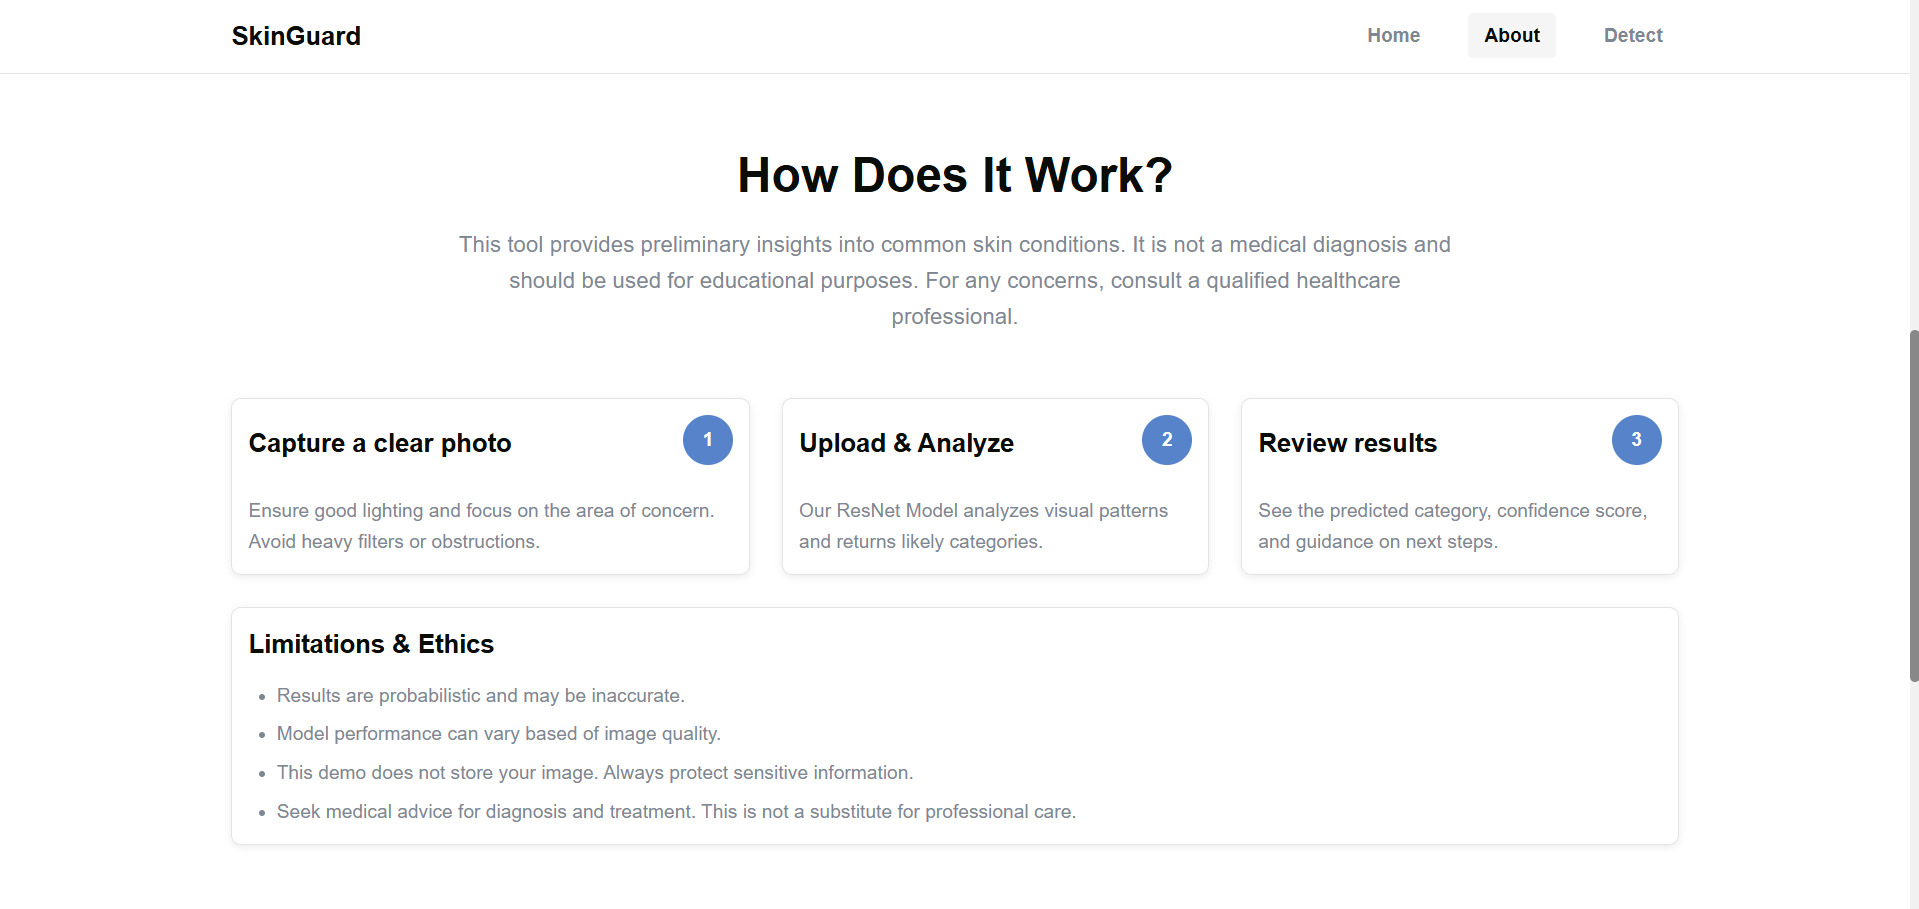 SkinGuard
Home
About
Detect
How Does It Work?
This tool provides preliminary insights into common skin conditions. It is not a medical diagnosis and
should be used for educational purposes. For any concerns, consult a qualified healthcare
professional.
Capture a clear photo
1
Ensure good lighting and focus on the area of concern.
Avoid heavy filters or obstructions.
Upload & Analyze
2
Our ResNet Model analyzes visual patterns
and returns likely categories.
Review results
3
See the predicted category, confidence score,
and guidance on next steps.
Limitations & Ethics
• Results are probabilistic and may be inaccurate.
• Model performance can vary based of image quality.
• This demo does not store your image. Always protect sensitive information.
• Seek medical advice for diagnosis and treatment. This is not a substitute for professional care.